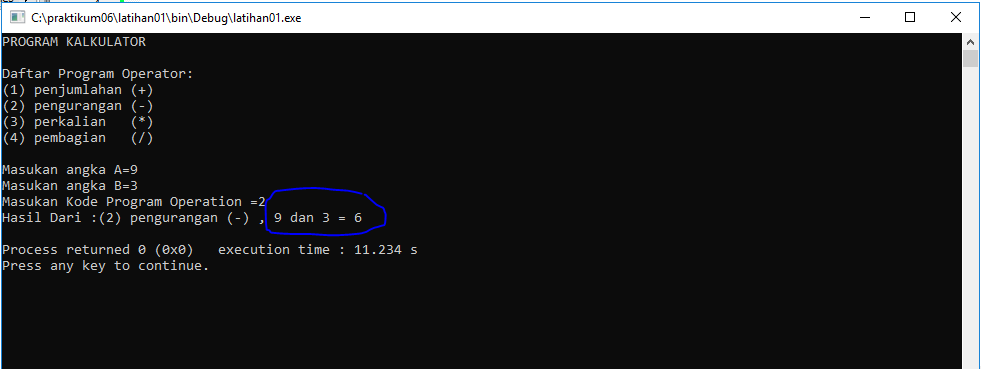 C:\praktikum06\latihan01\bin\Debug\latihan01.exe
PROGRAM KALKULATOR
Daftar Program Operator:
(1) penjumlahan (+)
(2) pengurangan (-)
(3) perkalian   (*)
(4) pembagian   (/)
Masukan angka A=9
Masukan angka B=3
Masukan Kode Program Operation =2
Hasil Dari :(2) pengurangan (-) , 9 dan 3 = 6
Process returned 0 (0x0)   execution time : 11.234 s
Press any key to continue.